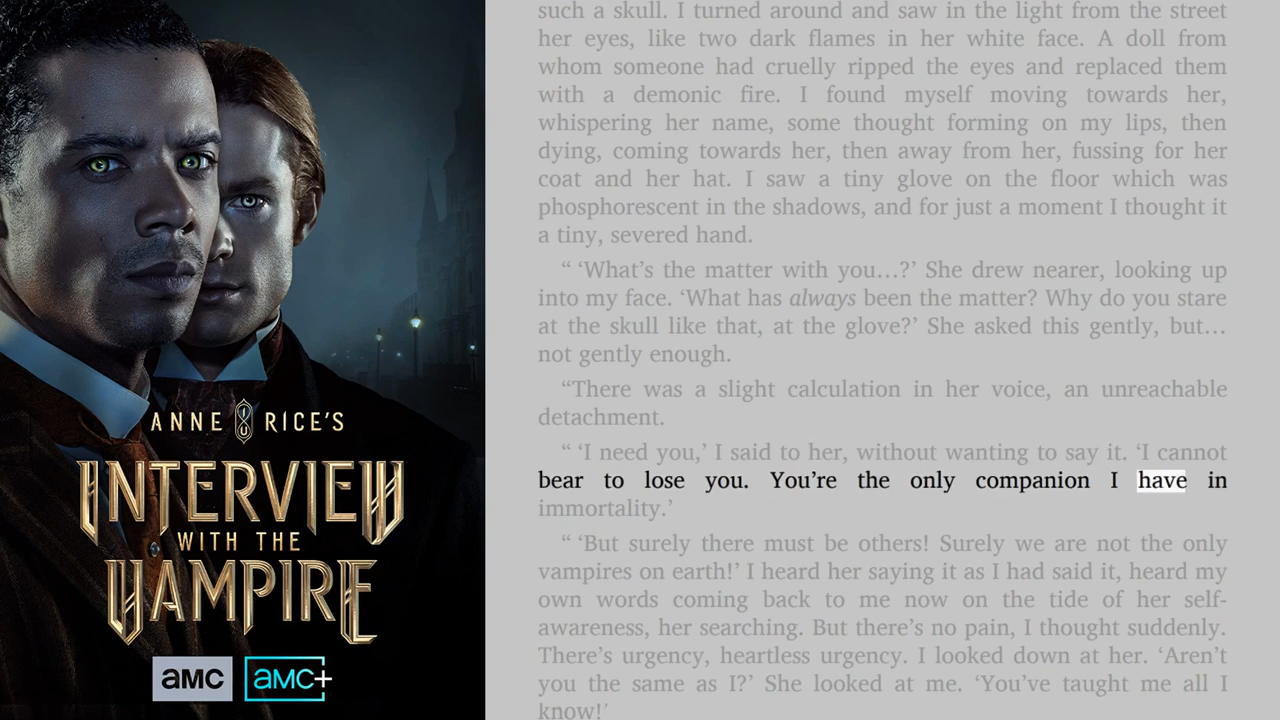 ANNE RICE'S
INTERVIEW
WITH THE
VAMPIRE
aMC
aMC+
such a skull. I turned around and saw in the light from the street
her eyes, like two dark flames in her white face. A doll from
whom someone had cruelly ripped the eyes and replaced them
with a demonic fire. I found myself moving towards her,
whispering her name, some thought forming on my lips, then
dying, coming towards her, then away from her, fussing for her
coat and her hat. I saw a tiny glove on the floor which was
phosphorescent in the shadows, and for just a moment I thought it
a tiny, severed hand.
“ ‘What’s the matter with you…?’ She drew nearer, looking up
into my face. ‘What has always been the matter? Why do you stare
at the skull like that, at the glove?’ She asked this gently, but…
not gently enough.
“There was a slight calculation in her voice, an unreachable
detachment.
“ ‘I need you,’ I said to her, without wanting to say it. ‘I cannot
bear to lose you. You’re the only companion I have in
immortality.’
“ ‘But surely there must be others! Surely we are not the only
vampires on earth!’ I heard her saying it as I had said it, heard my
own words coming back to me now on the tide of her self-
awareness, her searching. But there’s no pain, I thought suddenly.
There’s urgency, heartless urgency. I looked down at her. ‘Aren’t
you the same as I?’ She looked at me. ‘You’ve taught me all I
know!’